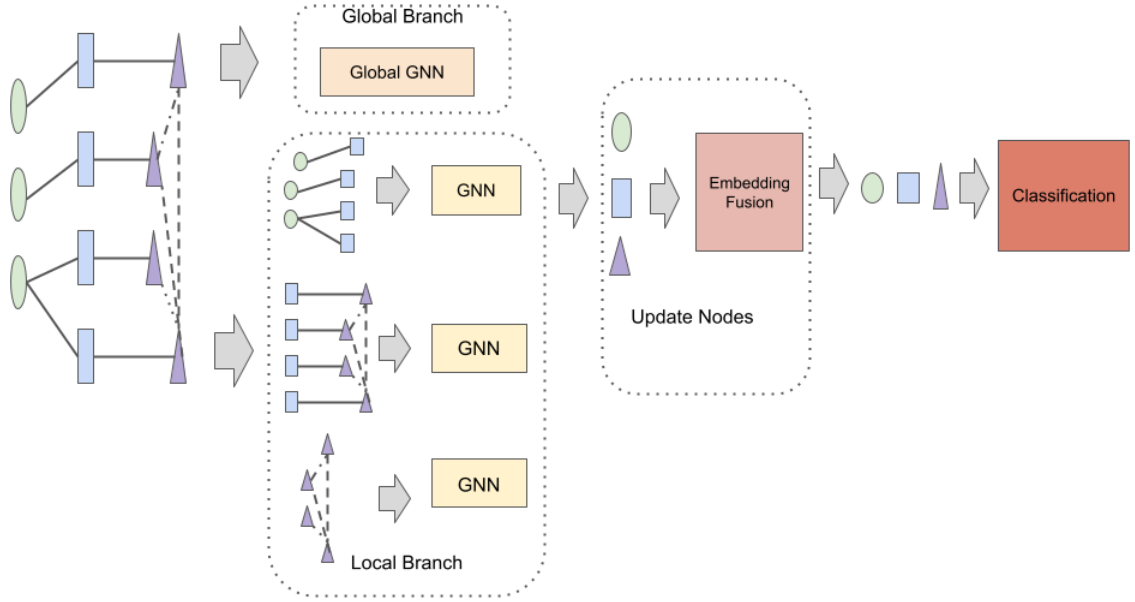 Global Branch
Global GNN
GNN
GNN
GNN
Local Branch
Embedding
Fusion
Update Nodes
Classification